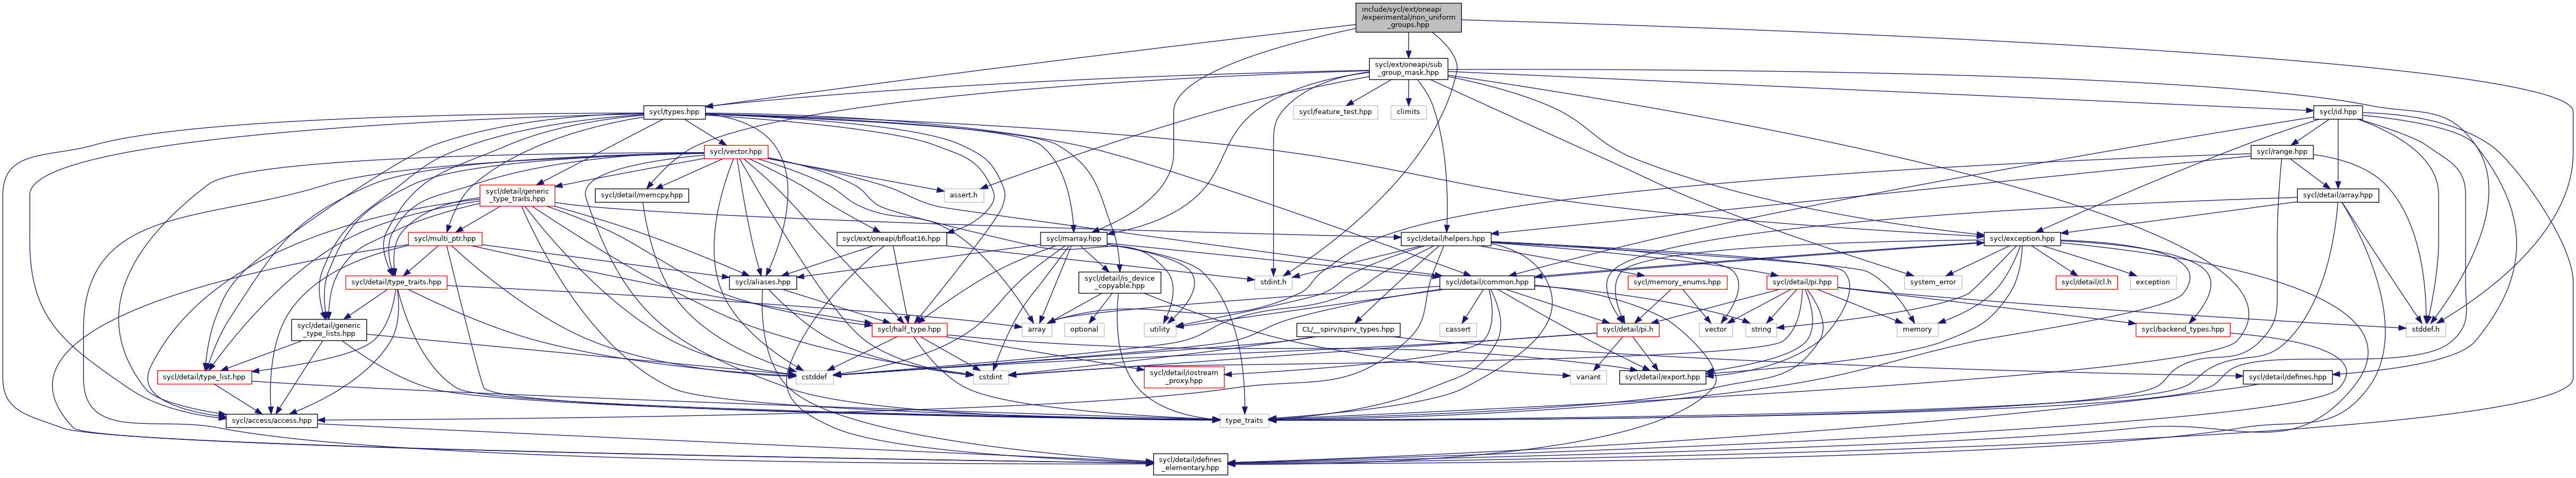 include/sycl/ext/oneapi
/experimental/non_uniform
_groups.hpp
sycl/ext/oneapi/sub
_group_mask.hpp
sycl/types.hpp
sycl/feature_test.hpp
climits
sycl/id.hpp
sycl/vector.hpp
sycl/range.hpp
sycl/detail/generic
_type_traits.hpp
sycl/detail/memcpy.hpp
assert.h
sycl/detail/array.hpp
sycl/multi_ptr.hpp
sycl/ext/oneapi/bfloat16.hpp
sycl/marray.hpp
sycl/detail/helpers.hpp
sycl/exception.hpp
sycl/detail/type_traits.hpp
sycl/aliases.hpp
sycl/detail/is_device
_copyable.hpp
stdint.h
sycl/detail/common.hpp
sycl/memory_enums.hpp
sycl/detail/pi.hpp
system_error
sycl/detail/cl.h
exception
sycl/detail/generic
_type_lists.hpp
sycl/half_type.hpp
array
optional
utility
CL/__spirv/spirv_types.hpp
cassert
sycl/detail/pi.h
vector
string
memory
sycl/backend_types.hpp
stddef.h
sycl/detail/type_list.hpp
cstddef
cstdint
sycl/detail/iostream
_proxy.hpp
variant
sycl/detail/export.hpp
sycl/detail/defines.hpp
sycl/access/access.hpp
type_traits
sycl/detail/defines
_elementary.hpp